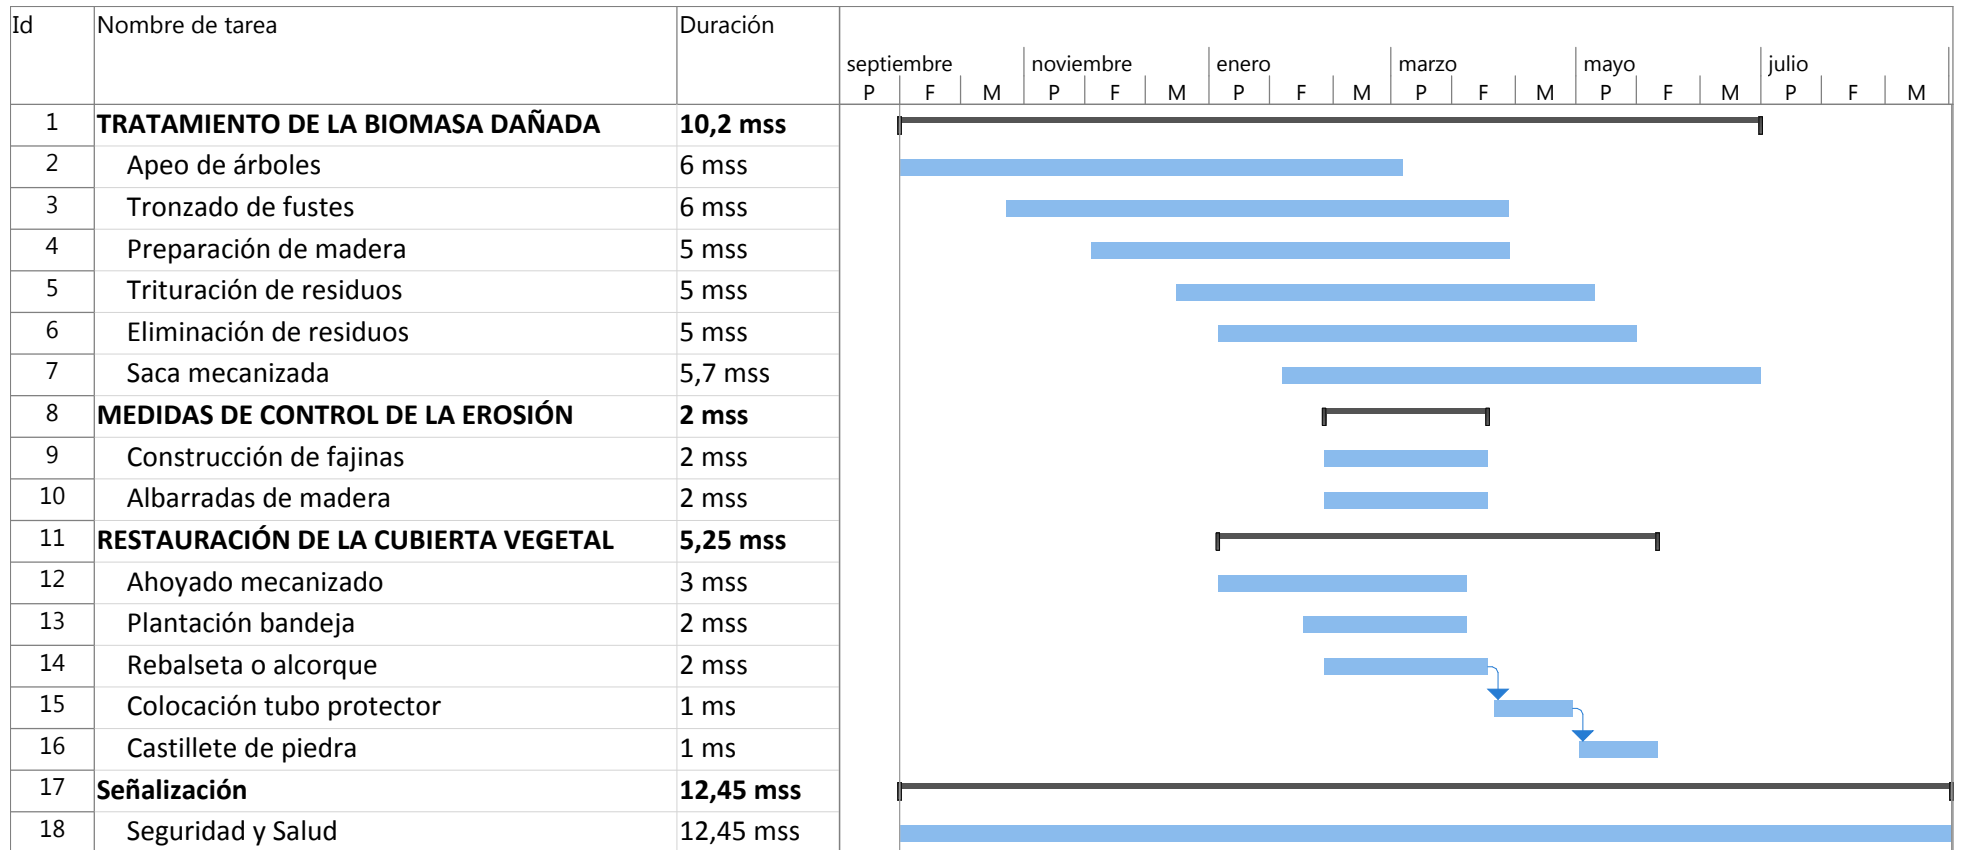 Id Nombre de tarea Duración
septiembre noviembre enero marzo mayo julio
P F M P F M P F M P F M P F M P F M
1 TRATAMIENTO DE LA BIOMASA DAÑADA 10,2 mss
2 Apeo de árboles 6 mss
3 Tronzado de fustes 6 mss
4 Preparación de madera 5 mss
5 Trituración de residuos 5 mss
6 Eliminación de residuos 5 mss
7 Saca mecanizada 5,7 mss
8 MEDIDAS DE CONTROL DE LA EROSIÓN 2 mss
9 Construcción de fajinas 2 mss
10 Albarradas de madera 2 mss
11 RESTAURACIÓN DE LA CUBIERTA VEGETAL 5,25 mss
12 Ahoyado mecanizado 3 mss
13 Plantación bandeja 2 mss
14 Rebalseta o alcorque 2 mss
15 Colocación tubo protector 1 ms
16 Castillete de piedra 1 ms
17 Señalización 12,45 mss
18 Seguridad y Salud 12,45 mss